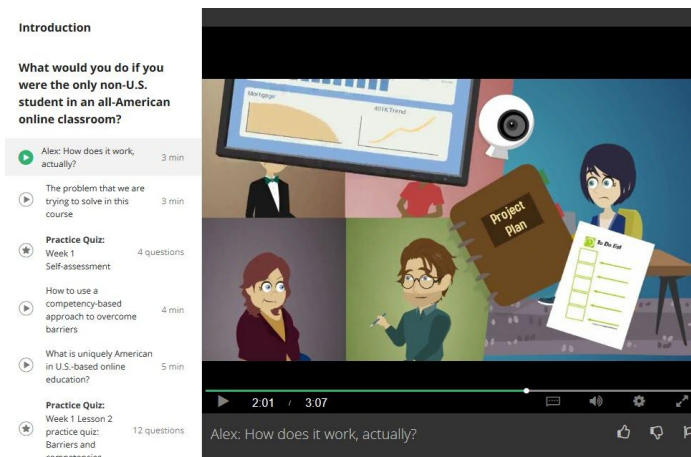 Introduction
What would you do if you
were the only non-U.S.
student in an all-American
online classroom?
Alex: How does it work,
actually?
3 min
The problem that we are
trying to solve in this
course
3 min
Practice Quiz:
Week 1
Self-assessment
4 questions
How to use a
competency-based
approach to overcome
barriers
4 min
What is uniquely American
in U.S.-based online
education?
5 min
Practice Quiz:
Week 1 Lesson 2
practice quiz:
Barriers and
competencies
12 questions
Mortgage
401K Trend
Project
Plan
To Do list
2:01 / 3:07
Alex: How does it work, actually?